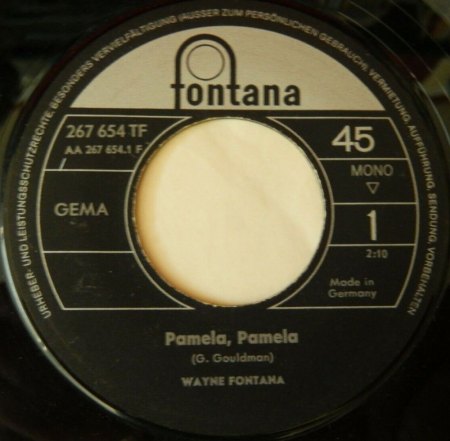 URHEBER- UND LEISTUNGSSCHUTZRECHTE, BESONDERS VERVIELFÄLTIGUNG (AUSSER ZUM PERSÖNLICHEN GEBRAUCH), VERMIETUNG, AUFFÜHRUNG, SENDUNG, VORBEHALTEN
fontana
267 654 TF
AA 267 654.1 F
GEMA
45
MONO
1
2:10
Made in
Germany
Pamela, Pamela
(G. Gouldman)
WAYNE FONTANA